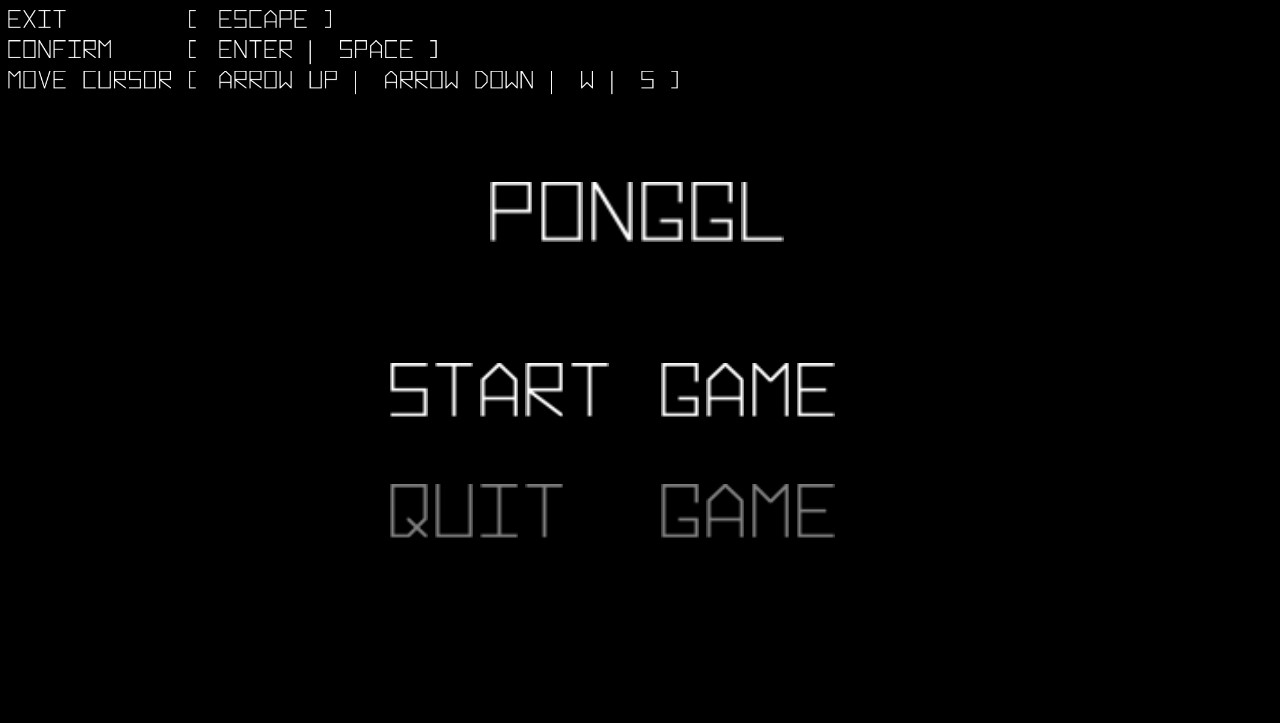 EXIT [ ESCAPE ]
CONFIRM [ ENTER | SPACE ]
MOVE CURSOR [ ARROW UP | ARROW DOWN | W | S ]
PONGGL
START GAME
QUIT GAME